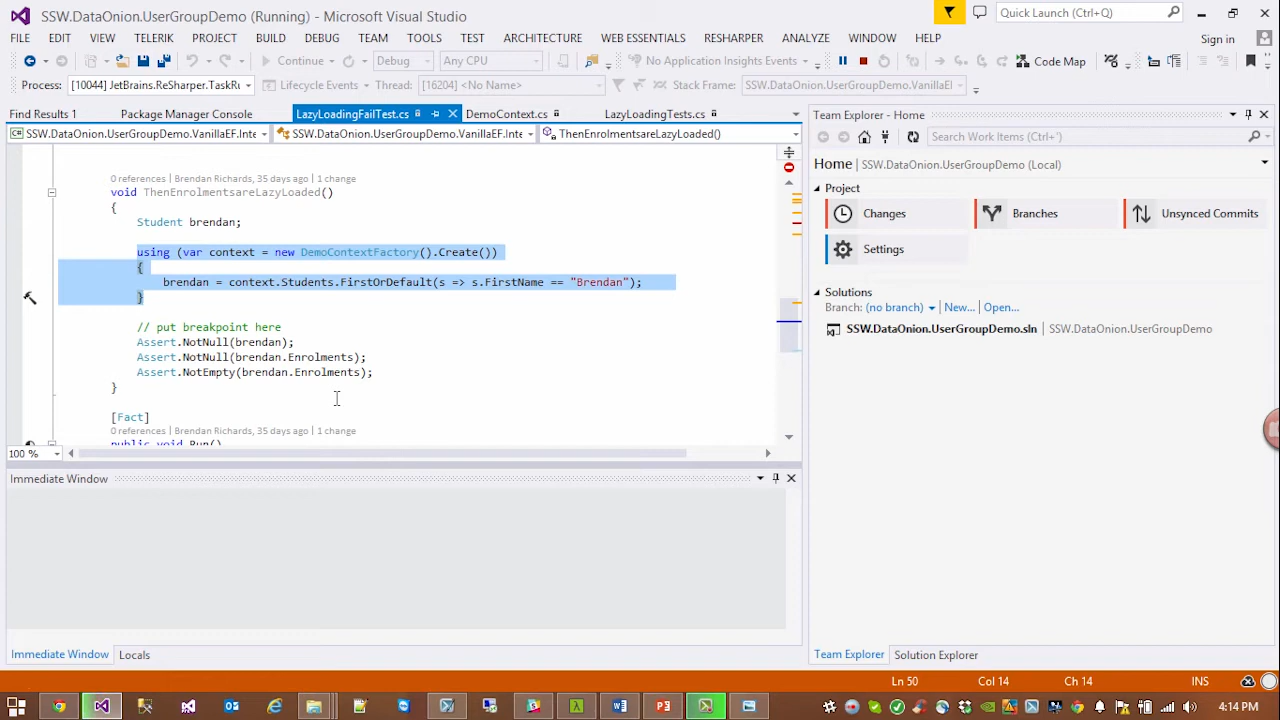 SSW.DataOnion.UserGroupDemo (Running) - Microsoft Visual Studio
Quick Launch (Ctrl+Q)
FILE EDIT VIEW TELERIK PROJECT BUILD DEBUG TEAM TOOLS TEST ARCHITECTURE WEB ESSENTIALS RESHARPER ANALYZE WINDOW HELP
Sign in
Continue Debug Any CPU No Application Insights Events Code Map
Process: [10044] JetBrains.ReSharper.TaskRu Lifecycle Events Thread: [16204] <No Name> Stack Frame: SSW.DataOnion.UserGroupDemo.VanillaEF.
Find Results 1 Package Manager Console LazyLoadingFailTest.cs DemoContext.cs LazyLoadingTests.cs
SSW.DataOnion.UserGroupDemo.VanillaEF.Inte SSW.DataOnion.UserGroupDemo.VanillaEF.Inte ThenEnrolmentsareLazyLoaded()
0 references | Brendan Richards, 35 days ago | 1 change
void ThenEnrolmentsareLazyLoaded()
{
Student brendan;
using (var context = new DemoContextFactory().Create())
{
brendan = context.Students.FirstOrDefault(s => s.FirstName == "Brendan");
}
// put breakpoint here
Assert.NotNull(brendan);
Assert.NotNull(brendan.Enrolments);
Assert.NotEmpty(brendan.Enrolments);
}
[Fact]
0 references | Brendan Richards, 35 days ago | 1 change
public void Run()
100 %
Immediate Window
Immediate Window Locals
Team Explorer - Home
Search Work Items (Ctrl+')
Home | SSW.DataOnion.UserGroupDemo (Local)
Project
Changes Branches Unsynced Commits
Settings
Solutions
Branch: (no branch) New... Open...
SSW.DataOnion.UserGroupDemo.sln | SSW.DataOnion.UserGroupDemo
Team Explorer Solution Explorer
Ln 50 Col 14 Ch 14 INS
4:14 PM